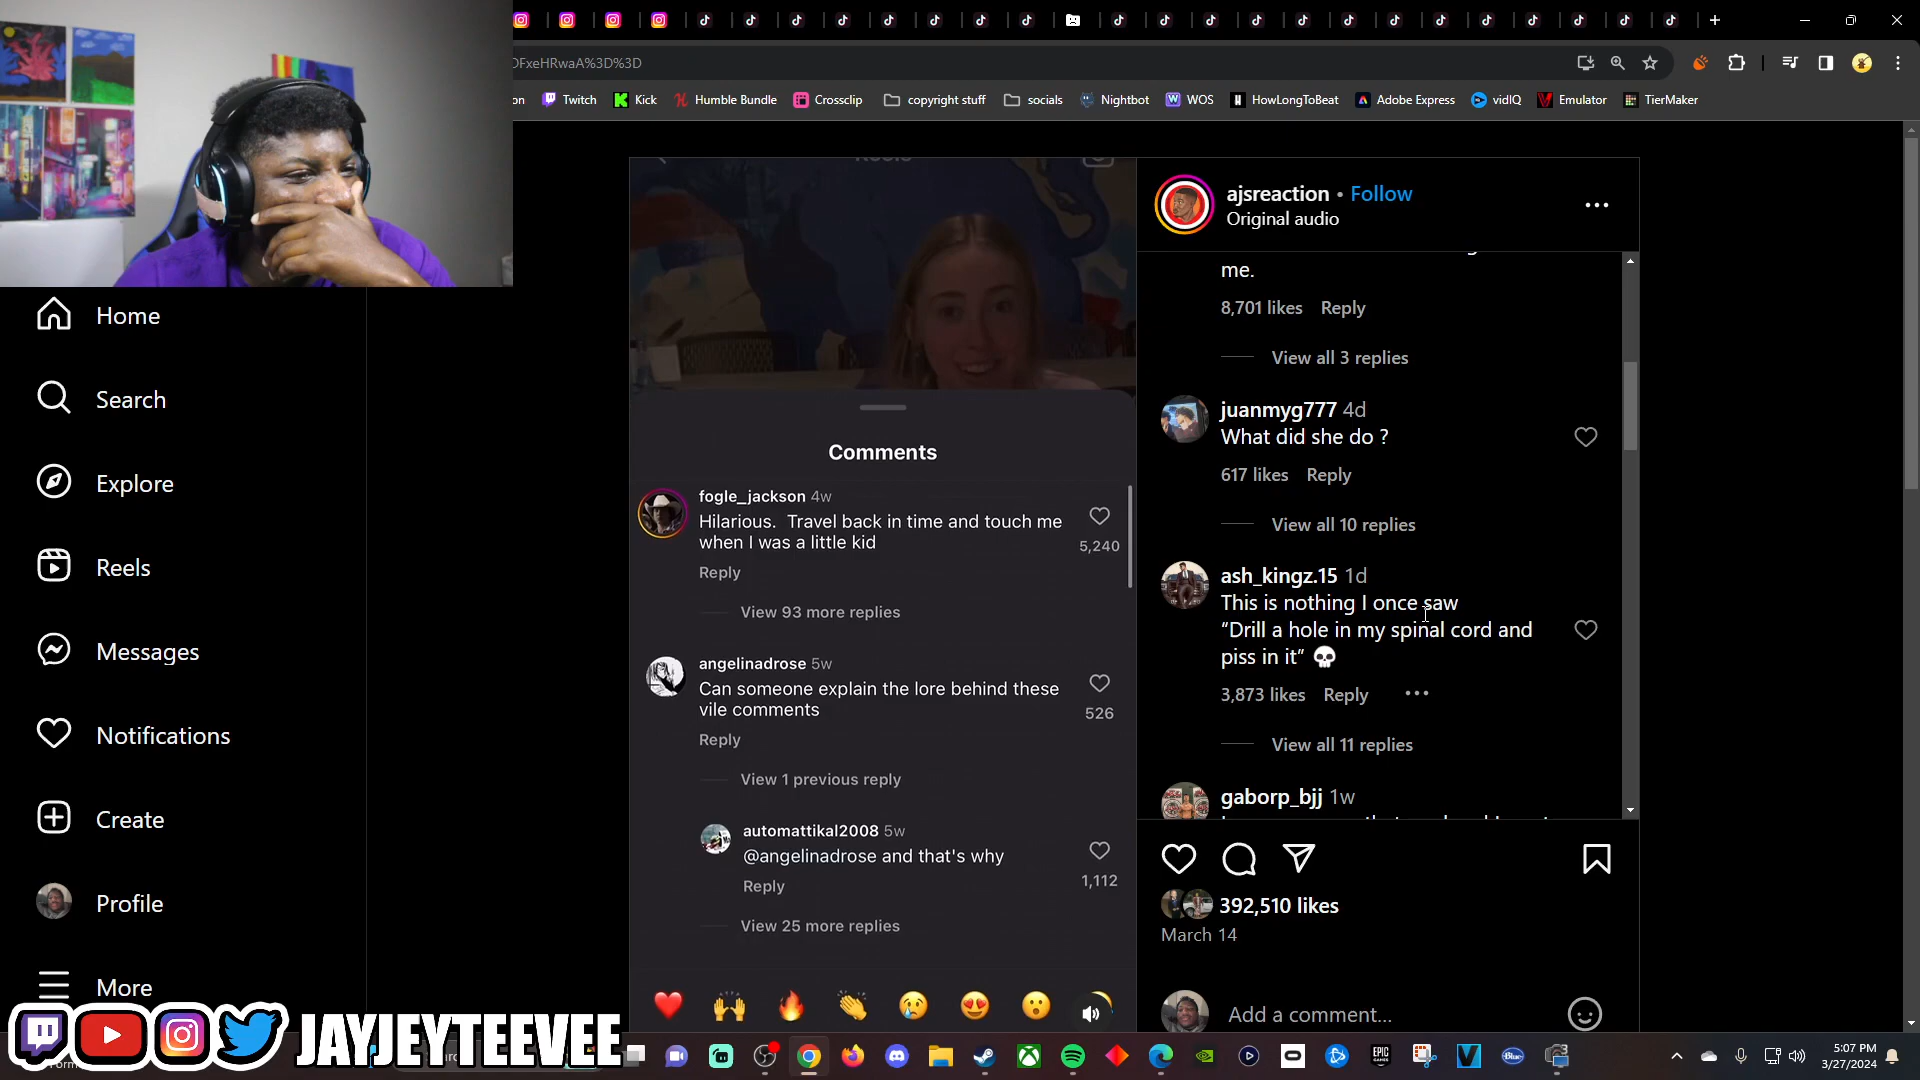 DFxeHRwaA%3D%3D
on Twitch Kick Humble Bundle Crossclip copyright stuff socials Nightbot WOS HowLongToBeat Adobe Express vidIQ Emulator TierMaker
Home
Search
Explore
Reels
Messages
Notifications
Create
Profile
More
Comments
fogle_jackson 4w
Hilarious. Travel back in time and touch me
when I was a little kid
5,240
Reply
View 93 more replies
angelinadrose 5w
Can someone explain the lore behind these
vile comments
526
Reply
View 1 previous reply
automattikal2008 5w
@angelinadrose and that's why
1,112
Reply
View 25 more replies
ajsreaction • Follow
Original audio
me.
8,701 likes Reply
View all 3 replies
juanmyg777 4d
What did she do ?
617 likes Reply
View all 10 replies
ash_kingz.15 1d
This is nothing I once saw
“Drill a hole in my spinal cord and
piss in it” 💀
3,873 likes Reply
View all 11 replies
gaborp_bjj 1w
392,510 likes
March 14
Add a comment...
JAYJEYTEEVEE
5:07 PM
3/27/2024